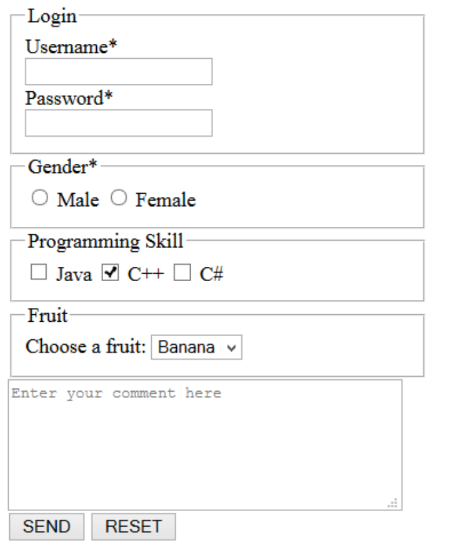 Login
Username*
Password*
Gender*
Male Female
Programming Skill
Java C++ C#
Fruit
Choose a fruit: Banana
Enter your comment here
SEND RESET